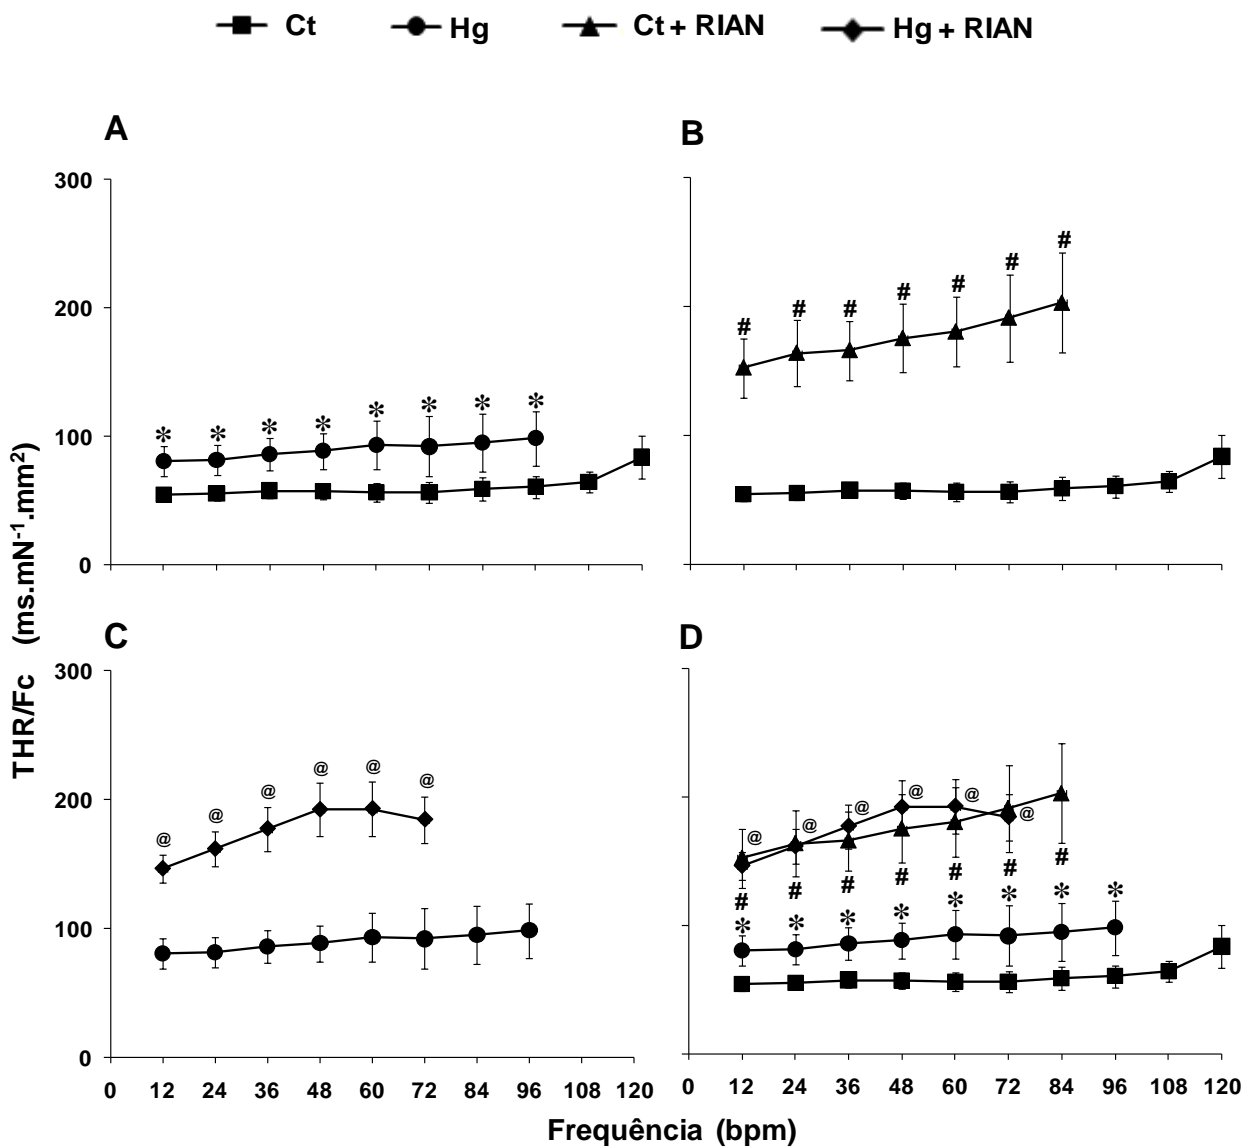 Ct Hg Ct + RIAN Hg + RIAN
A B
300
200
100
0
* * * * * * * *
# # # # # # #
C D
300
200
100
0
@ @ @ @ @ @
@ @ @ @ @ @
# # # # # # #
* * * * * * * *
0 12 24 36 48 60 72 84 96 108 120
0 12 24 36 48 60 72 84 96 108 120
THR/Fc (ms.mN⁻¹.mm²)
Frequência (bpm)